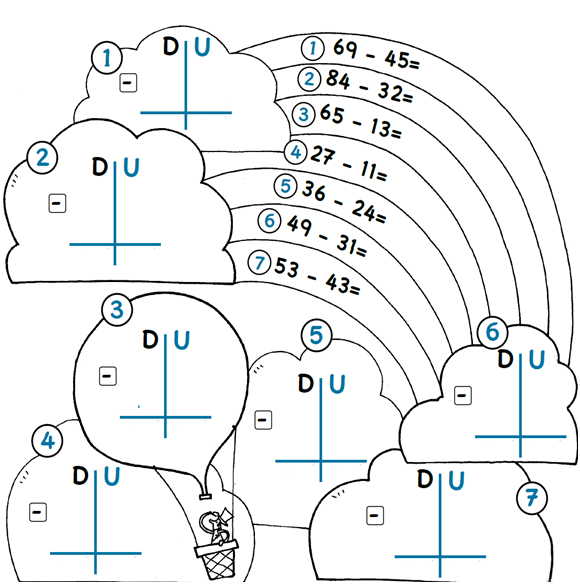 1 69 - 45=
2 84 - 32=
3 65 - 13=
4 27 - 11=
5 36 - 24=
6 49 - 31=
7 53 - 43=
1 D U
-
2 D U
-
3 D U
-
4 D U
-
5 D U
-
6 D U
-
7 D U
-